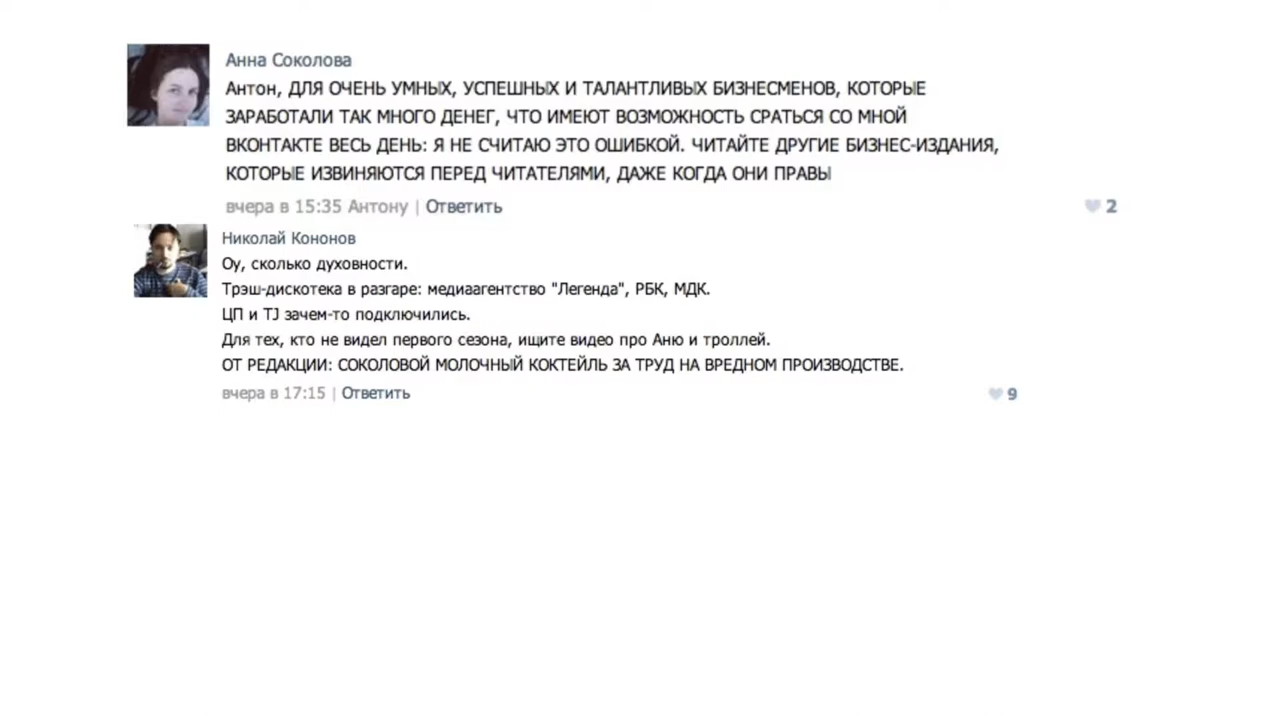 Анна Соколова
Антон, ДЛЯ ОЧЕНЬ УМНЫХ, УСПЕШНЫХ И ТАЛАНТЛИВЫХ БИЗНЕСМЕНОВ, КОТОРЫЕ
ЗАРАБОТАЛИ ТАК МНОГО ДЕНЕГ, ЧТО ИМЕЮТ ВОЗМОЖНОСТЬ СРАТЬСЯ СО МНОЙ
ВКОНТАКТЕ ВЕСЬ ДЕНЬ: Я НЕ СЧИТАЮ ЭТО ОШИБКОЙ. ЧИТАЙТЕ ДРУГИЕ БИЗНЕС-ИЗДАНИЯ,
КОТОРЫЕ ИЗВИНЯЮТСЯ ПЕРЕД ЧИТАТЕЛЯМИ, ДАЖЕ КОГДА ОНИ ПРАВЫ
вчера в 15:35 Антону | Ответить 2
Николай Кононов
Оу, сколько духовности.
Трэш-дискотека в разгаре: медиаагентство "Легенда", РБК, МДК.
ЦП и TJ зачем-то подключились.
Для тех, кто не видел первого сезона, ищите видео про Аню и троллей.
ОТ РЕДАКЦИИ: СОКОЛОВОЙ МОЛОЧНЫЙ КОКТЕЙЛЬ ЗА ТРУД НА ВРЕДНОМ ПРОИЗВОДСТВЕ.
вчера в 17:15 | Ответить 9